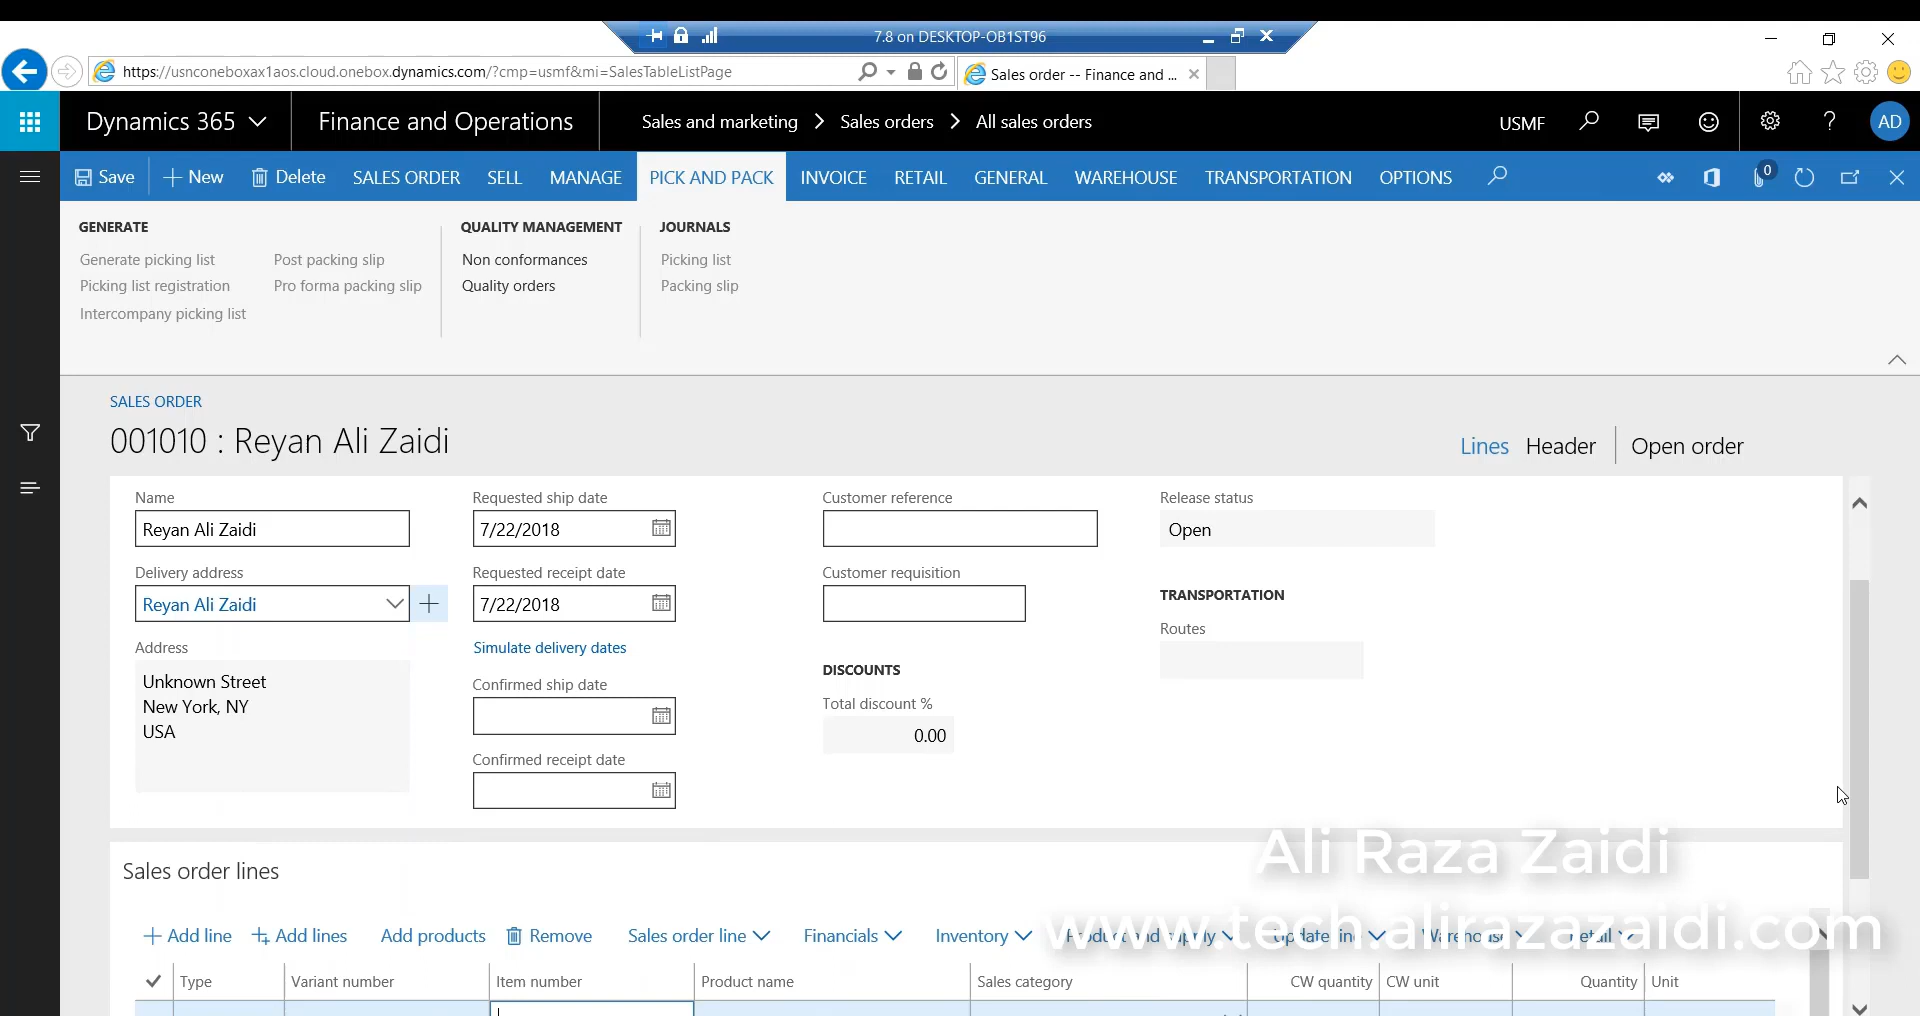 7.8 on DESKTOP-OB1ST96
https://usnconeboxax1aos.cloud.onebox.dynamics.com/?cmp=usmf&mi=SalesTableListPage
Sales order -- Finance and ...
Dynamics 365
Finance and Operations
Sales and marketing > Sales orders > All sales orders
USMF
AD
Save
New
Delete
SALES ORDER
SELL
MANAGE
PICK AND PACK
INVOICE
RETAIL
GENERAL
WAREHOUSE
TRANSPORTATION
OPTIONS
0
GENERATE
Generate picking list
Picking list registration
Intercompany picking list
Post packing slip
Pro forma packing slip
QUALITY MANAGEMENT
Non conformances
Quality orders
JOURNALS
Picking list
Packing slip
SALES ORDER
001010 : Reyan Ali Zaidi
Lines
Header
Open order
Name
Reyan Ali Zaidi
Delivery address
Reyan Ali Zaidi
Address
Unknown Street
New York, NY
USA
Requested ship date
7/22/2018
Requested receipt date
7/22/2018
Simulate delivery dates
Confirmed ship date
Confirmed receipt date
Customer reference
Customer requisition
DISCOUNTS
Total discount %
0.00
Release status
Open
TRANSPORTATION
Routes
Ali Raza Zaidi
www.techalirazazaidi.com
Sales order lines
Add line
Add lines
Add products
Remove
Sales order line
Financials
Inventory
Product and supply
Update line
Warehouse
Retail
Type
Variant number
Item number
Product name
Sales category
CW quantity
CW unit
Quantity
Unit